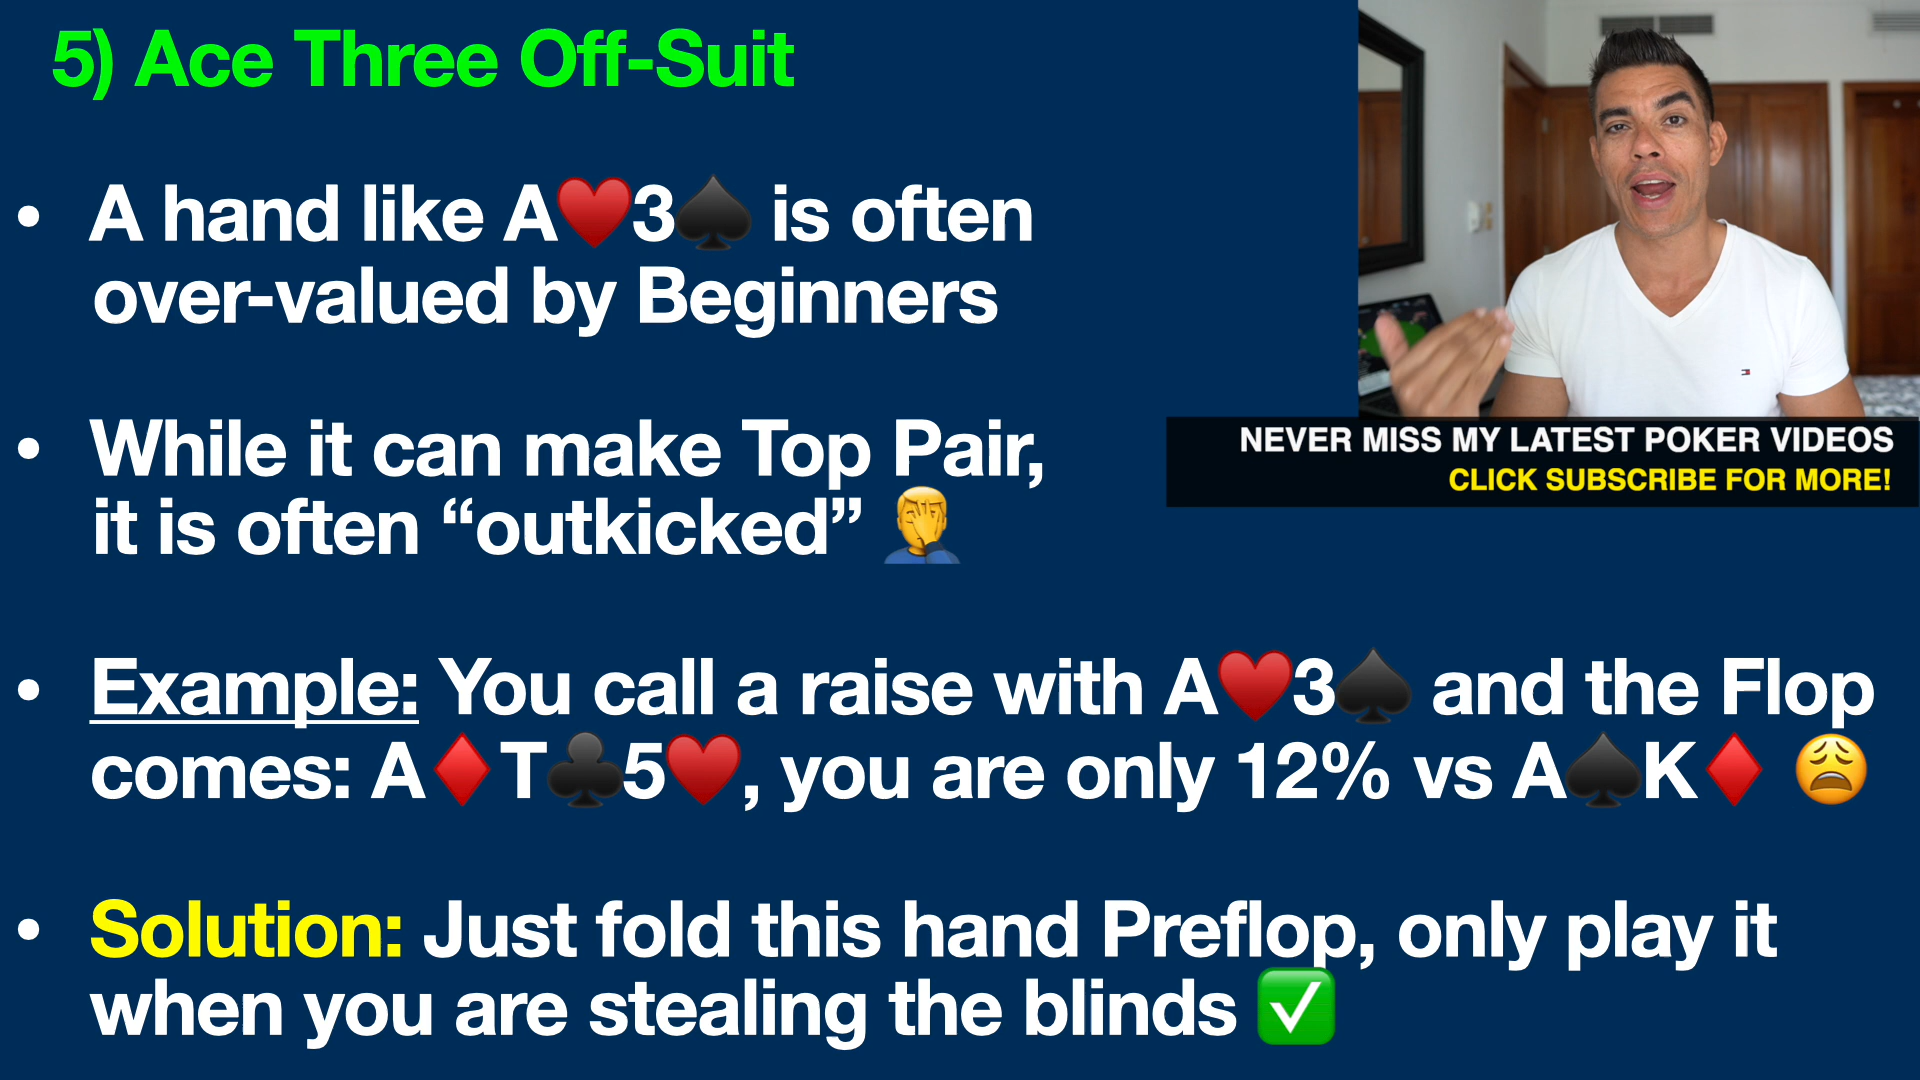 5) Ace Three Off-Suit
• A hand like A♥️3♠️ is often
over-valued by Beginners
• While it can make Top Pair,
it is often “outkicked” 🤦‍♂️
NEVER MISS MY LATEST POKER VIDEOS
CLICK SUBSCRIBE FOR MORE!
• Example: You call a raise with A♥️3♠️ and the Flop
comes: A♦️T♣️5♥️, you are only 12% vs A♠️K♦️ 😩
• Solution: Just fold this hand Preflop, only play it
when you are stealing the blinds ✅